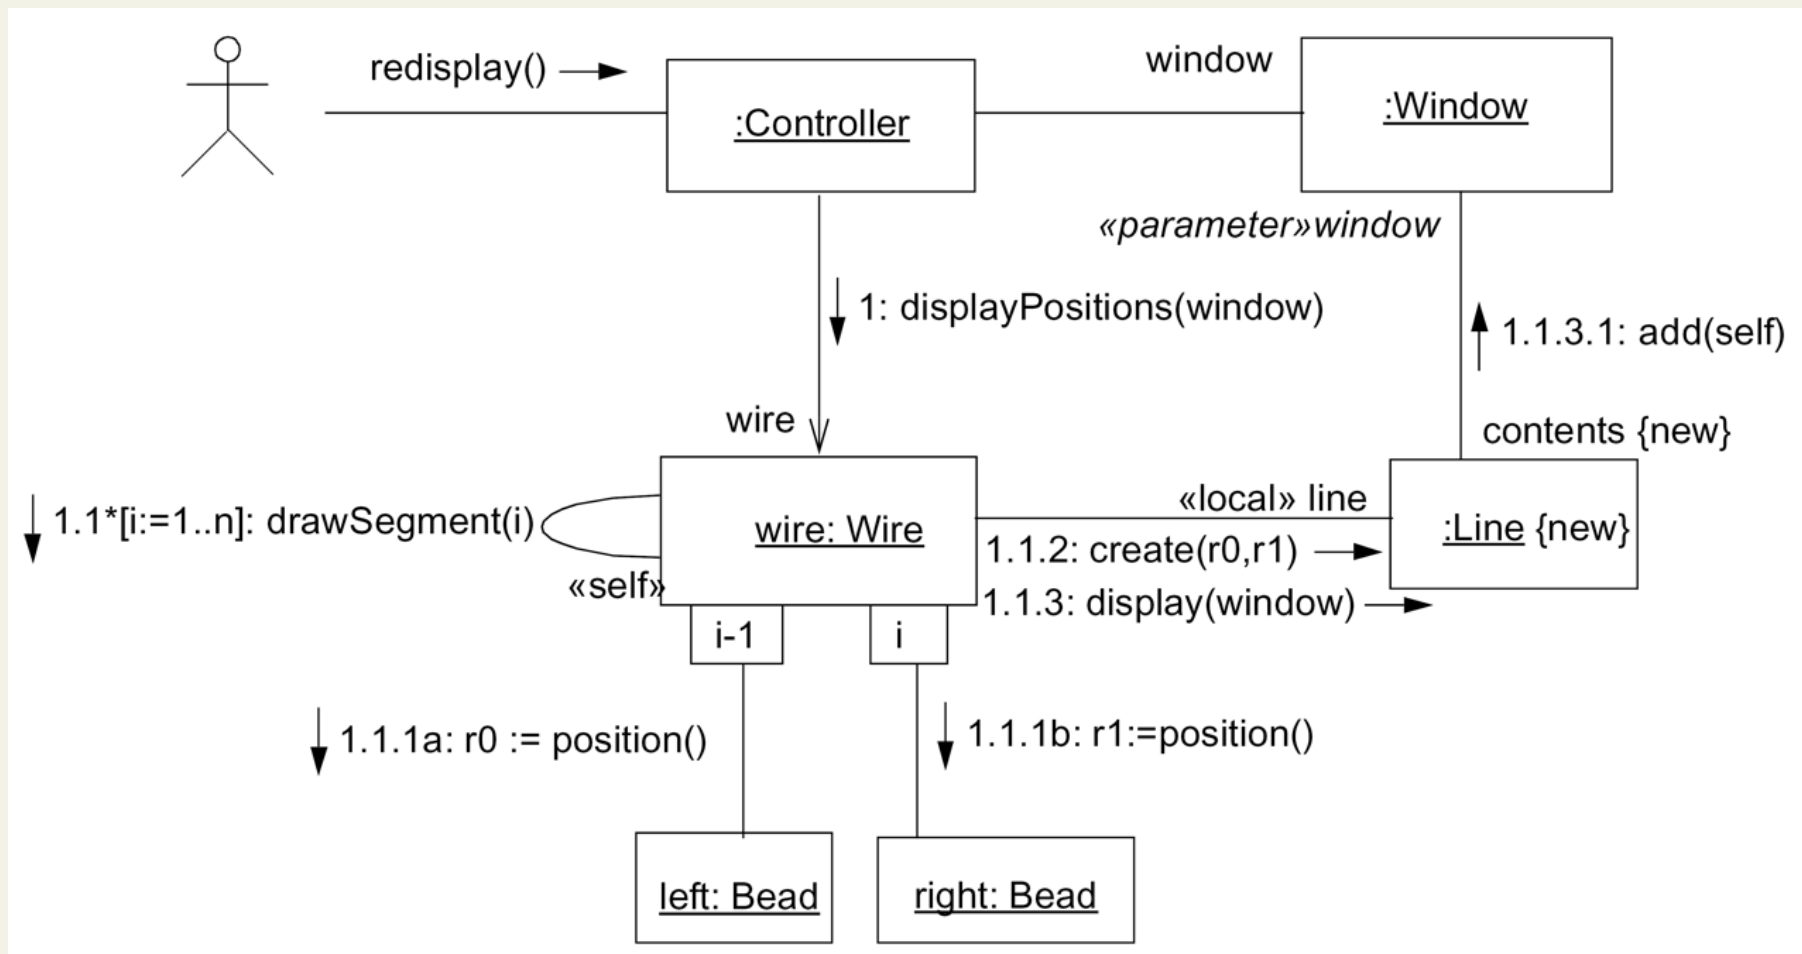 redisplay()
window
:Controller
:Window
«parameter»window
1: displayPositions(window)
1.1.3.1: add(self)
wire
contents {new}
1.1*[i:=1..n]: drawSegment(i)
«local» line
wire: Wire
:Line {new}
1.1.2: create(r0,r1)
«self»
1.1.3: display(window)
i-1
i
1.1.1a: r0 := position()
1.1.1b: r1:=position()
left: Bead
right: Bead